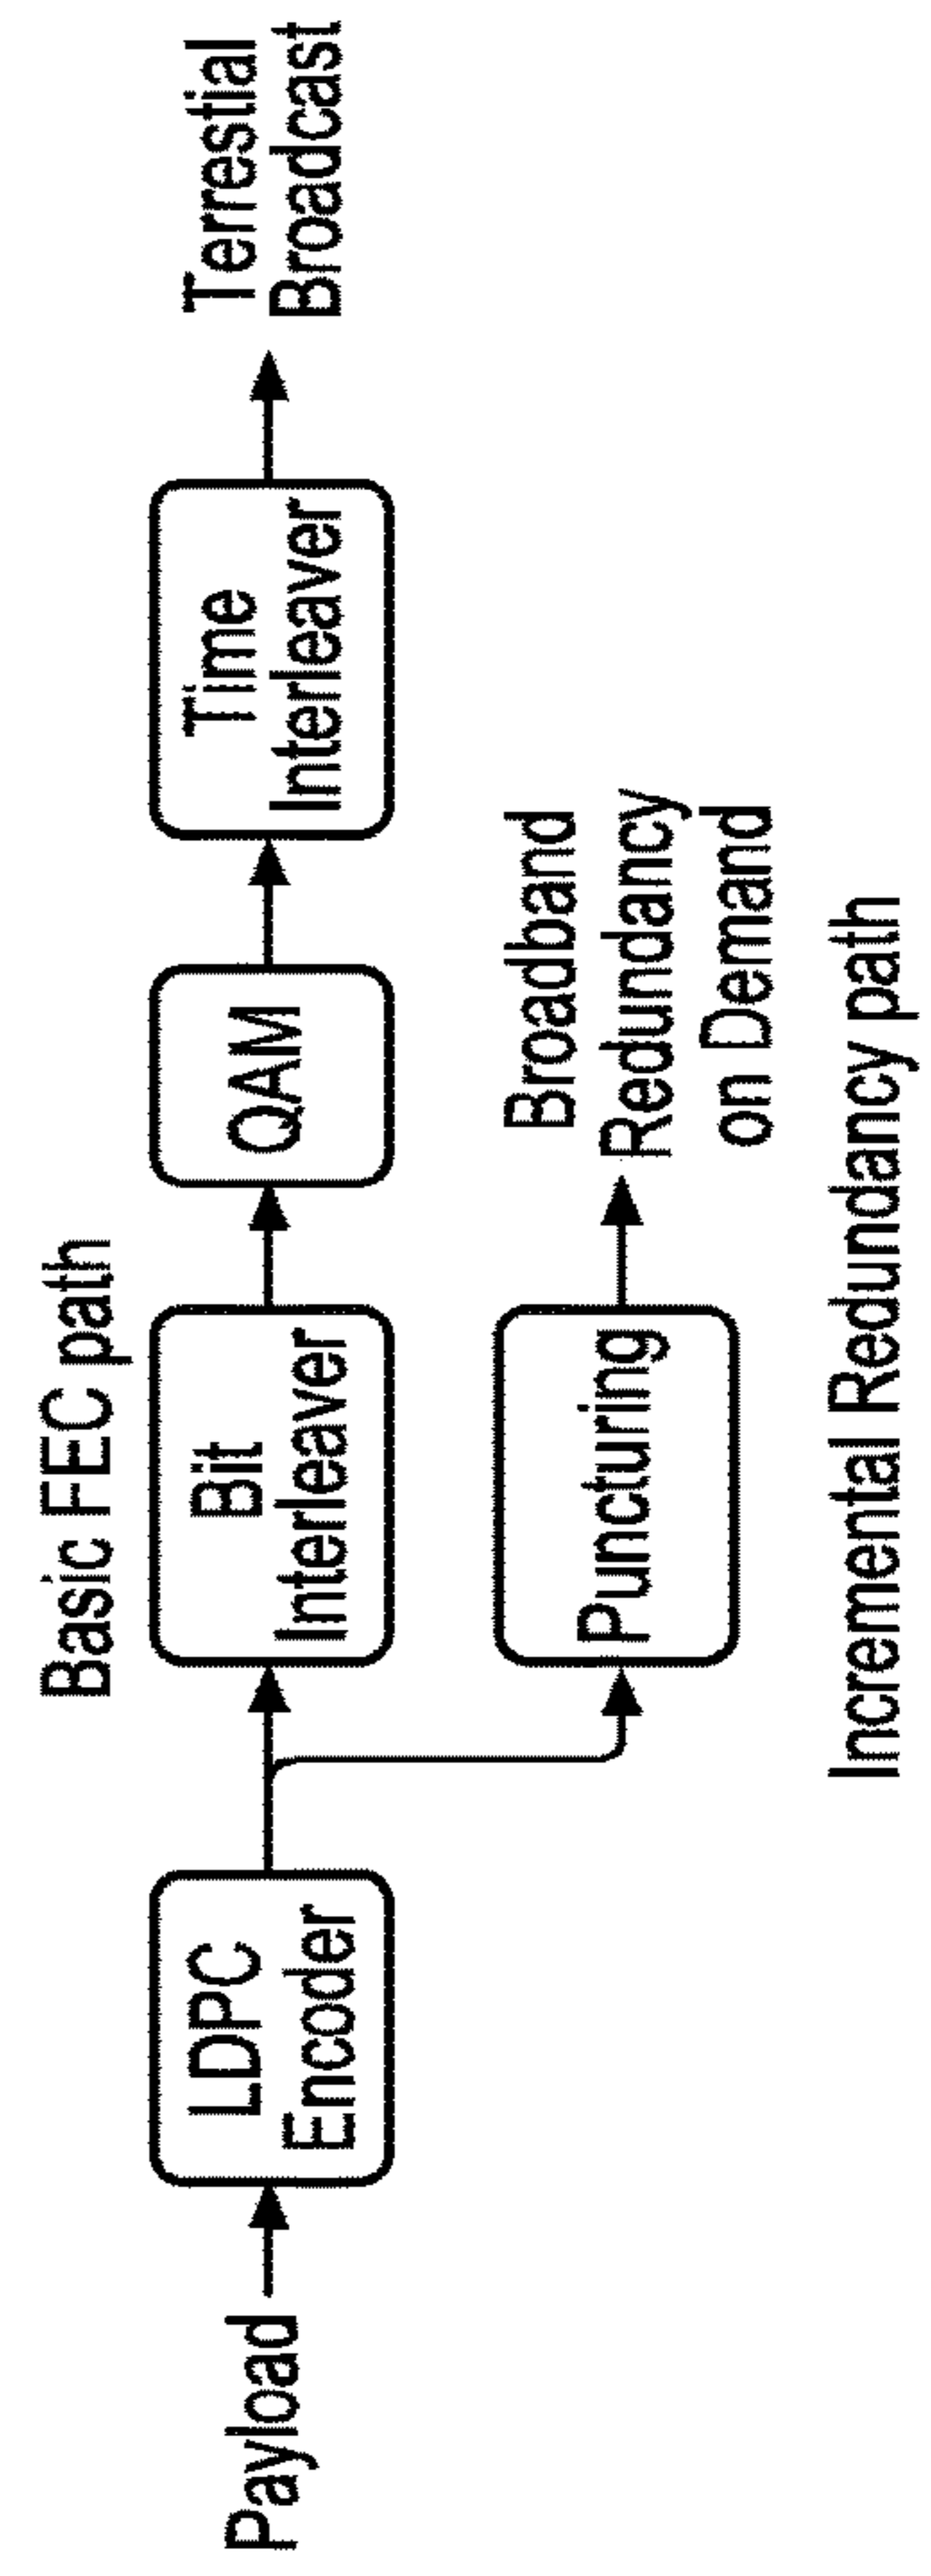 Basic FEC path
Payload
LDPC
Encoder
Bit
Interleaver
QAM
Time
Interleaver
Terrestial
Broadcast
Puncturing
Broadband
Redundancy
on Demand
Incremental Redundancy path